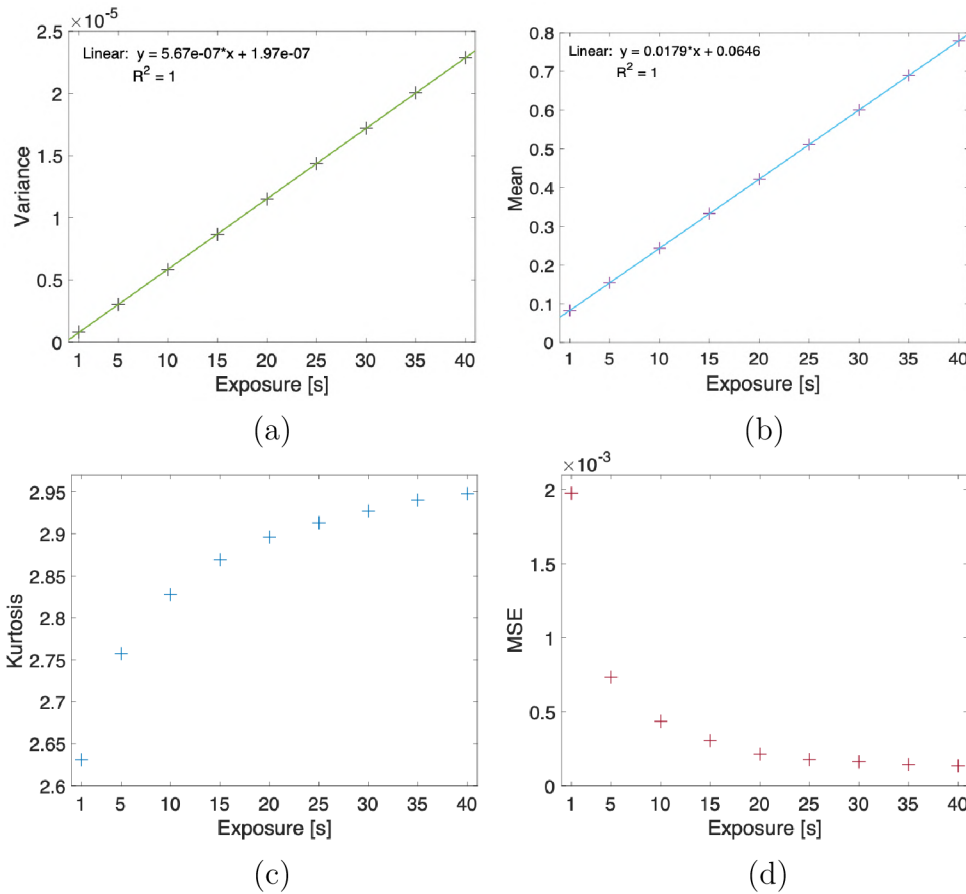 ×10⁻⁵
2.5
2
1.5
1
0.5
0
Variance
Linear: y = 5.67e-07*x + 1.97e-07
R² = 1
1 5 10 15 20 25 30 35 40
Exposure [s]
(a)
0.8
0.7
0.6
0.5
0.4
0.3
0.2
0.1
0
Mean
Linear: y = 0.0179*x + 0.0646
R² = 1
1 5 10 15 20 25 30 35 40
Exposure [s]
(b)
2.95
2.9
2.85
2.8
2.75
2.7
2.65
2.6
Kurtosis
1 5 10 15 20 25 30 35 40
Exposure [s]
(c)
×10⁻³
2
1.5
1
0.5
0
MSE
1 5 10 15 20 25 30 35 40
Exposure [s]
(d)